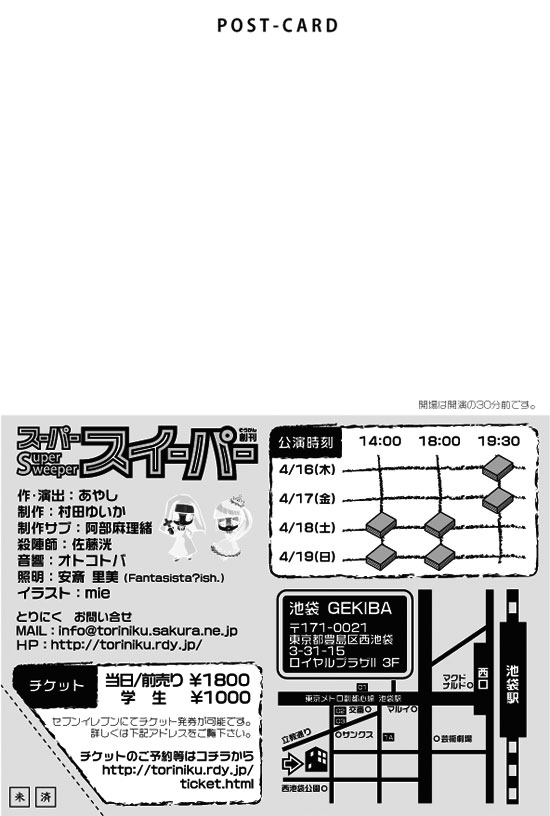 POST-CARD
開場は開演の30分前です。
スーパー
Super
Sweeper
スイーパー
そうかん
創刊
作・演出：あやし
制作：村田ゆいか
制作サブ：阿部麻理緒
殺陣師：佐藤洸
音響：オトコトバ
照明：安斎 里美 (Fantasista?ish.)
イラスト：mie
とりにく　お問い合せ
MAIL：info@toriniku.sakura.ne.jp
HP：http://toriniku.rdy.jp/
チケット
当日/前売り ¥1800
学　生　¥1000
セブンイレブンにてチケット発券が可能です。
詳しくは下記アドレスをご覧下さい。
チケットのご予約等はコチラから
http://toriniku.rdy.jp/
ticket.html
未 済
公演時刻 14:00 18:00 19:30
4/16(木)
4/17(金)
4/18(土)
4/19(日)
池袋 GEKIBA
〒171-0021
東京都豊島区西池袋
3-31-15
ロイヤルプラザII 3F
マクド
ナルド
西口
池袋駅
C1
東京メトロ副都心線 池袋駅
C2 交番 マルイ
C3
立教通り
サンクス
14
芸術劇場
西池袋公園